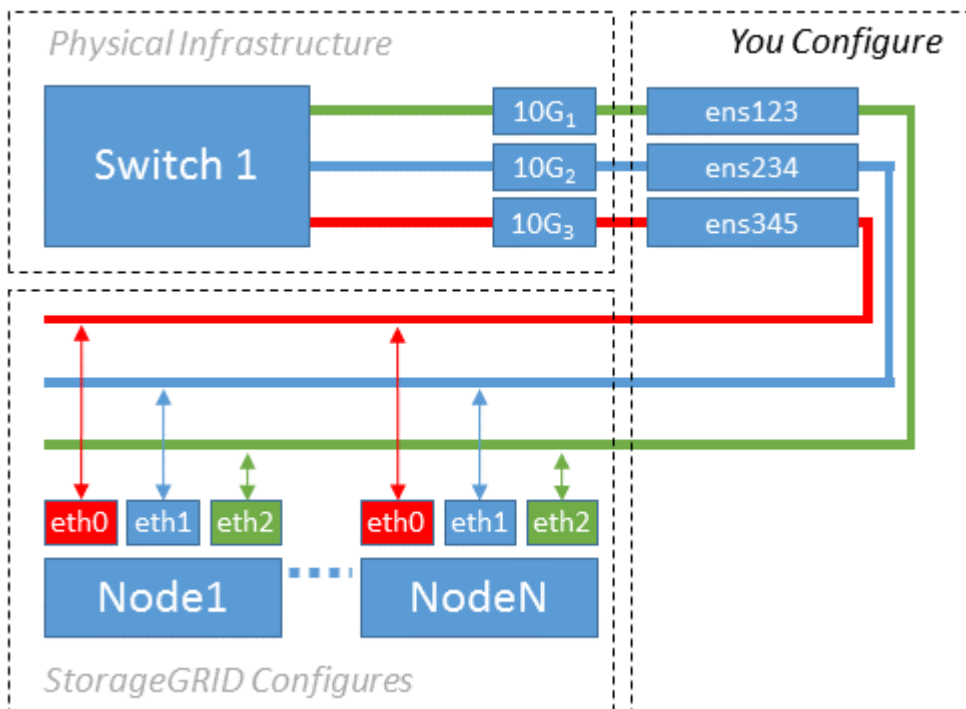 Physical Infrastructure
You Configure
Switch 1
10G₁
ens123
10G₂
ens234
10G₃
ens345
eth0
eth1
eth2
eth0
eth1
eth2
Node1
NodeN
StorageGRID Configures